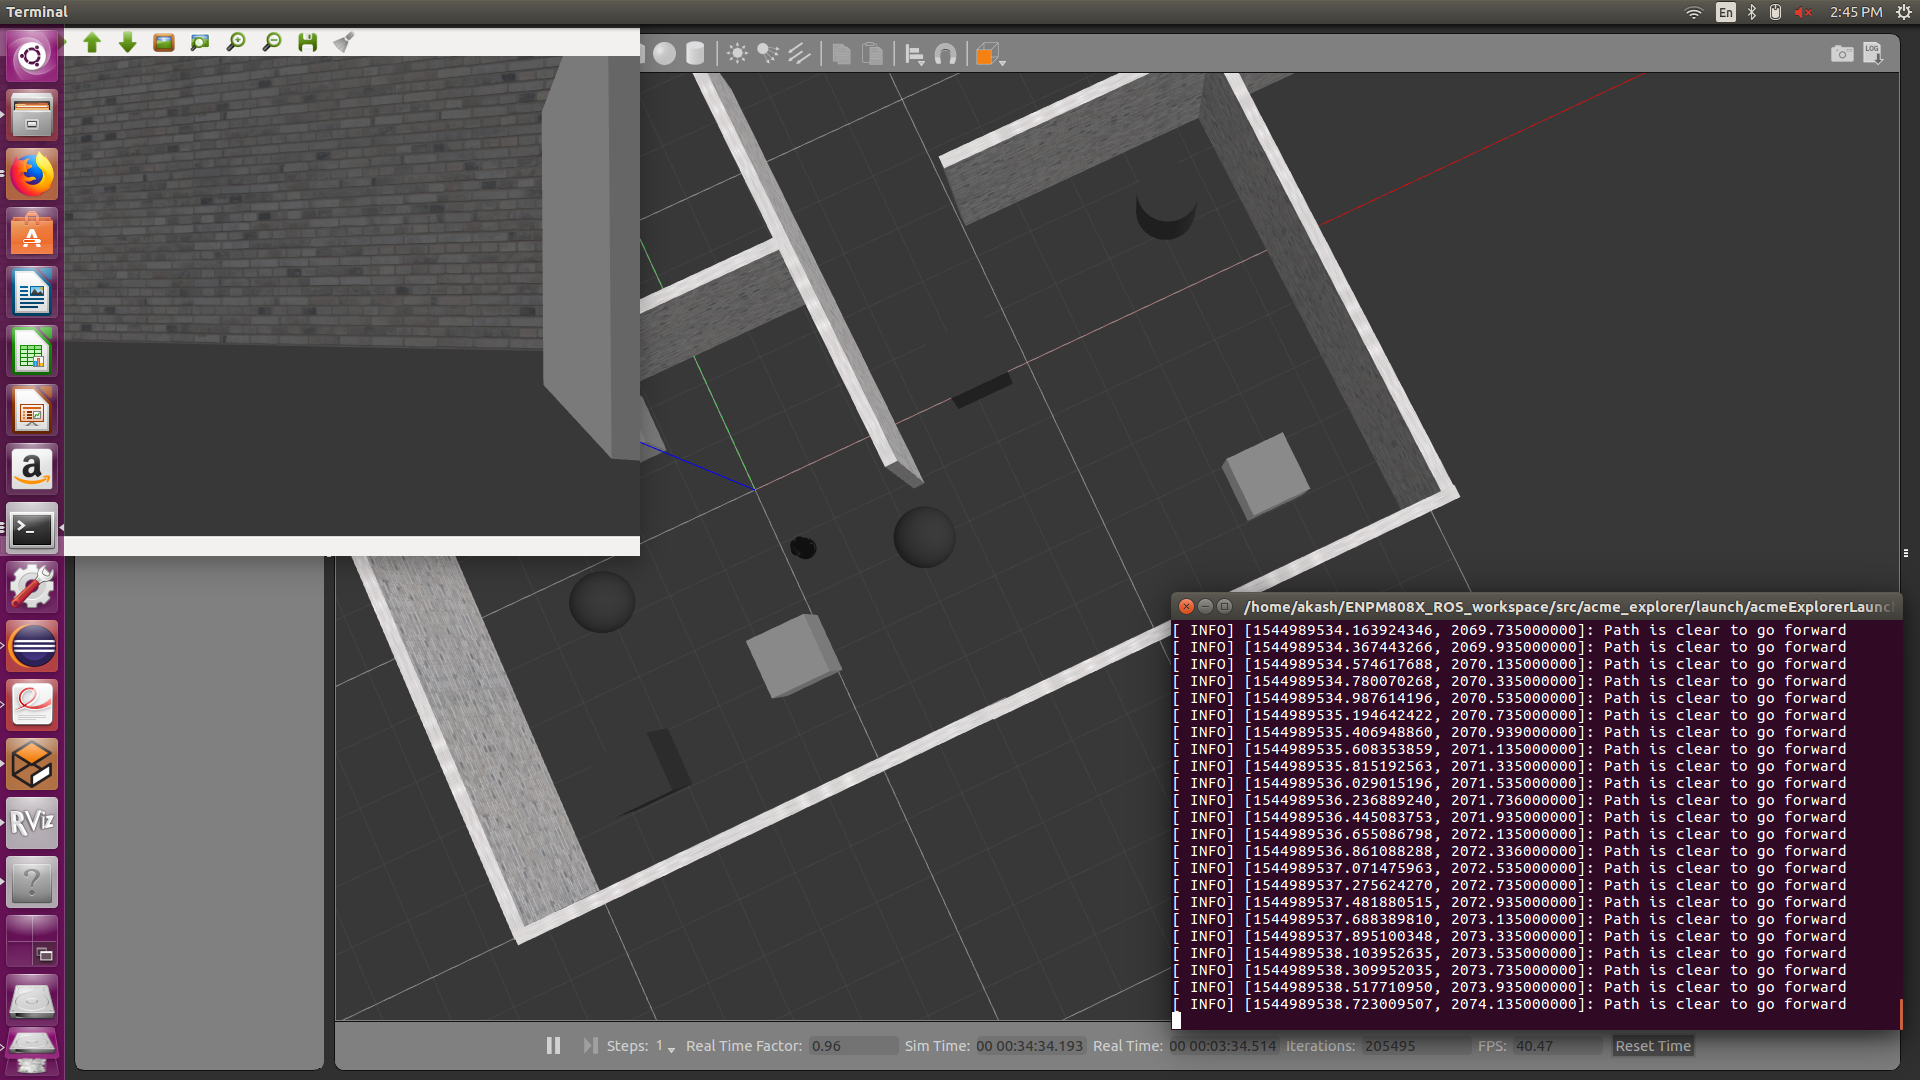 Terminal
En
2:45 PM
LOG
A
a
>_
RViz
?
/home/akash/ENPM808X_ROS_workspace/src/acme_explorer/launch/acmeExplorerLaunc
[ INFO] [1544989534.163924346, 2069.735000000]: Path is clear to go forward
[ INFO] [1544989534.367443266, 2069.935000000]: Path is clear to go forward
[ INFO] [1544989534.574617688, 2070.135000000]: Path is clear to go forward
[ INFO] [1544989534.780070268, 2070.335000000]: Path is clear to go forward
[ INFO] [1544989534.987614196, 2070.535000000]: Path is clear to go forward
[ INFO] [1544989535.194642422, 2070.735000000]: Path is clear to go forward
[ INFO] [1544989535.406948860, 2070.939000000]: Path is clear to go forward
[ INFO] [1544989535.608353859, 2071.135000000]: Path is clear to go forward
[ INFO] [1544989535.815192563, 2071.335000000]: Path is clear to go forward
[ INFO] [1544989536.029015196, 2071.535000000]: Path is clear to go forward
[ INFO] [1544989536.236889240, 2071.736000000]: Path is clear to go forward
[ INFO] [1544989536.445083753, 2071.935000000]: Path is clear to go forward
[ INFO] [1544989536.655086798, 2072.135000000]: Path is clear to go forward
[ INFO] [1544989536.861088288, 2072.336000000]: Path is clear to go forward
[ INFO] [1544989537.071475963, 2072.535000000]: Path is clear to go forward
[ INFO] [1544989537.275624270, 2072.735000000]: Path is clear to go forward
[ INFO] [1544989537.481880515, 2072.935000000]: Path is clear to go forward
[ INFO] [1544989537.688389810, 2073.135000000]: Path is clear to go forward
[ INFO] [1544989537.895100348, 2073.335000000]: Path is clear to go forward
[ INFO] [1544989538.103952635, 2073.535000000]: Path is clear to go forward
[ INFO] [1544989538.309952035, 2073.735000000]: Path is clear to go forward
[ INFO] [1544989538.517710950, 2073.935000000]: Path is clear to go forward
[ INFO] [1544989538.723009507, 2074.135000000]: Path is clear to go forward
Steps: 1 Real Time Factor: 0.96 Sim Time: 00 00:34:34.193 Real Time: 00 00:03:34.514 Iterations: 205495 FPS: 40.47 Reset Time